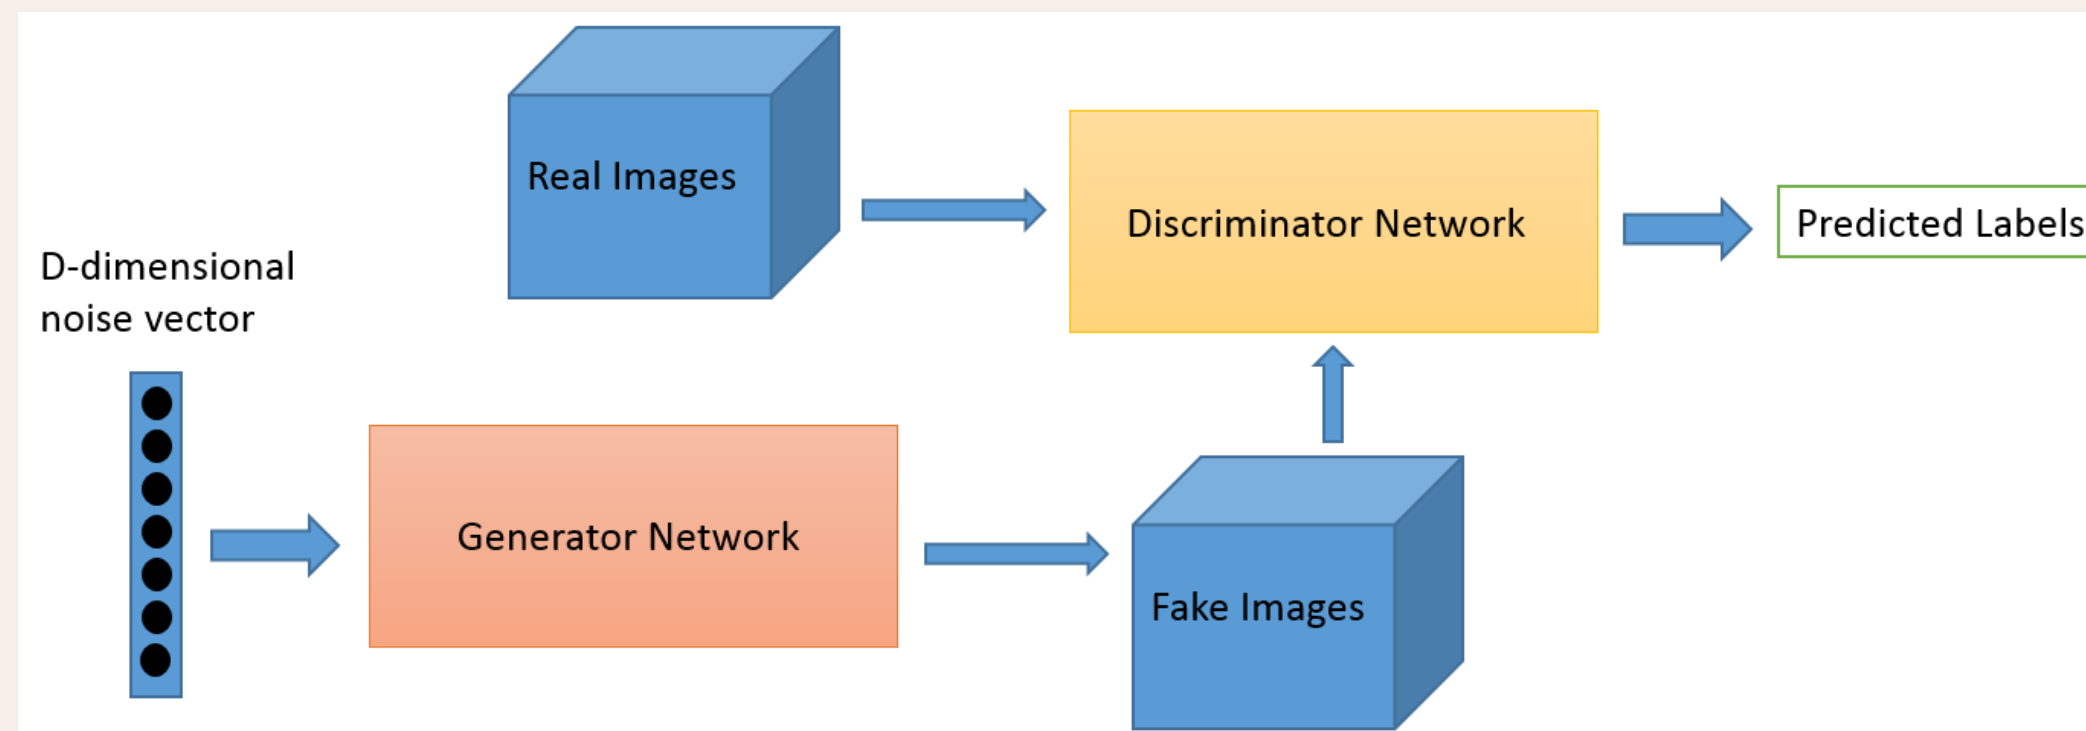 Real Images
Discriminator Network
Predicted Labels
D-dimensional
noise vector
Generator Network
Fake Images